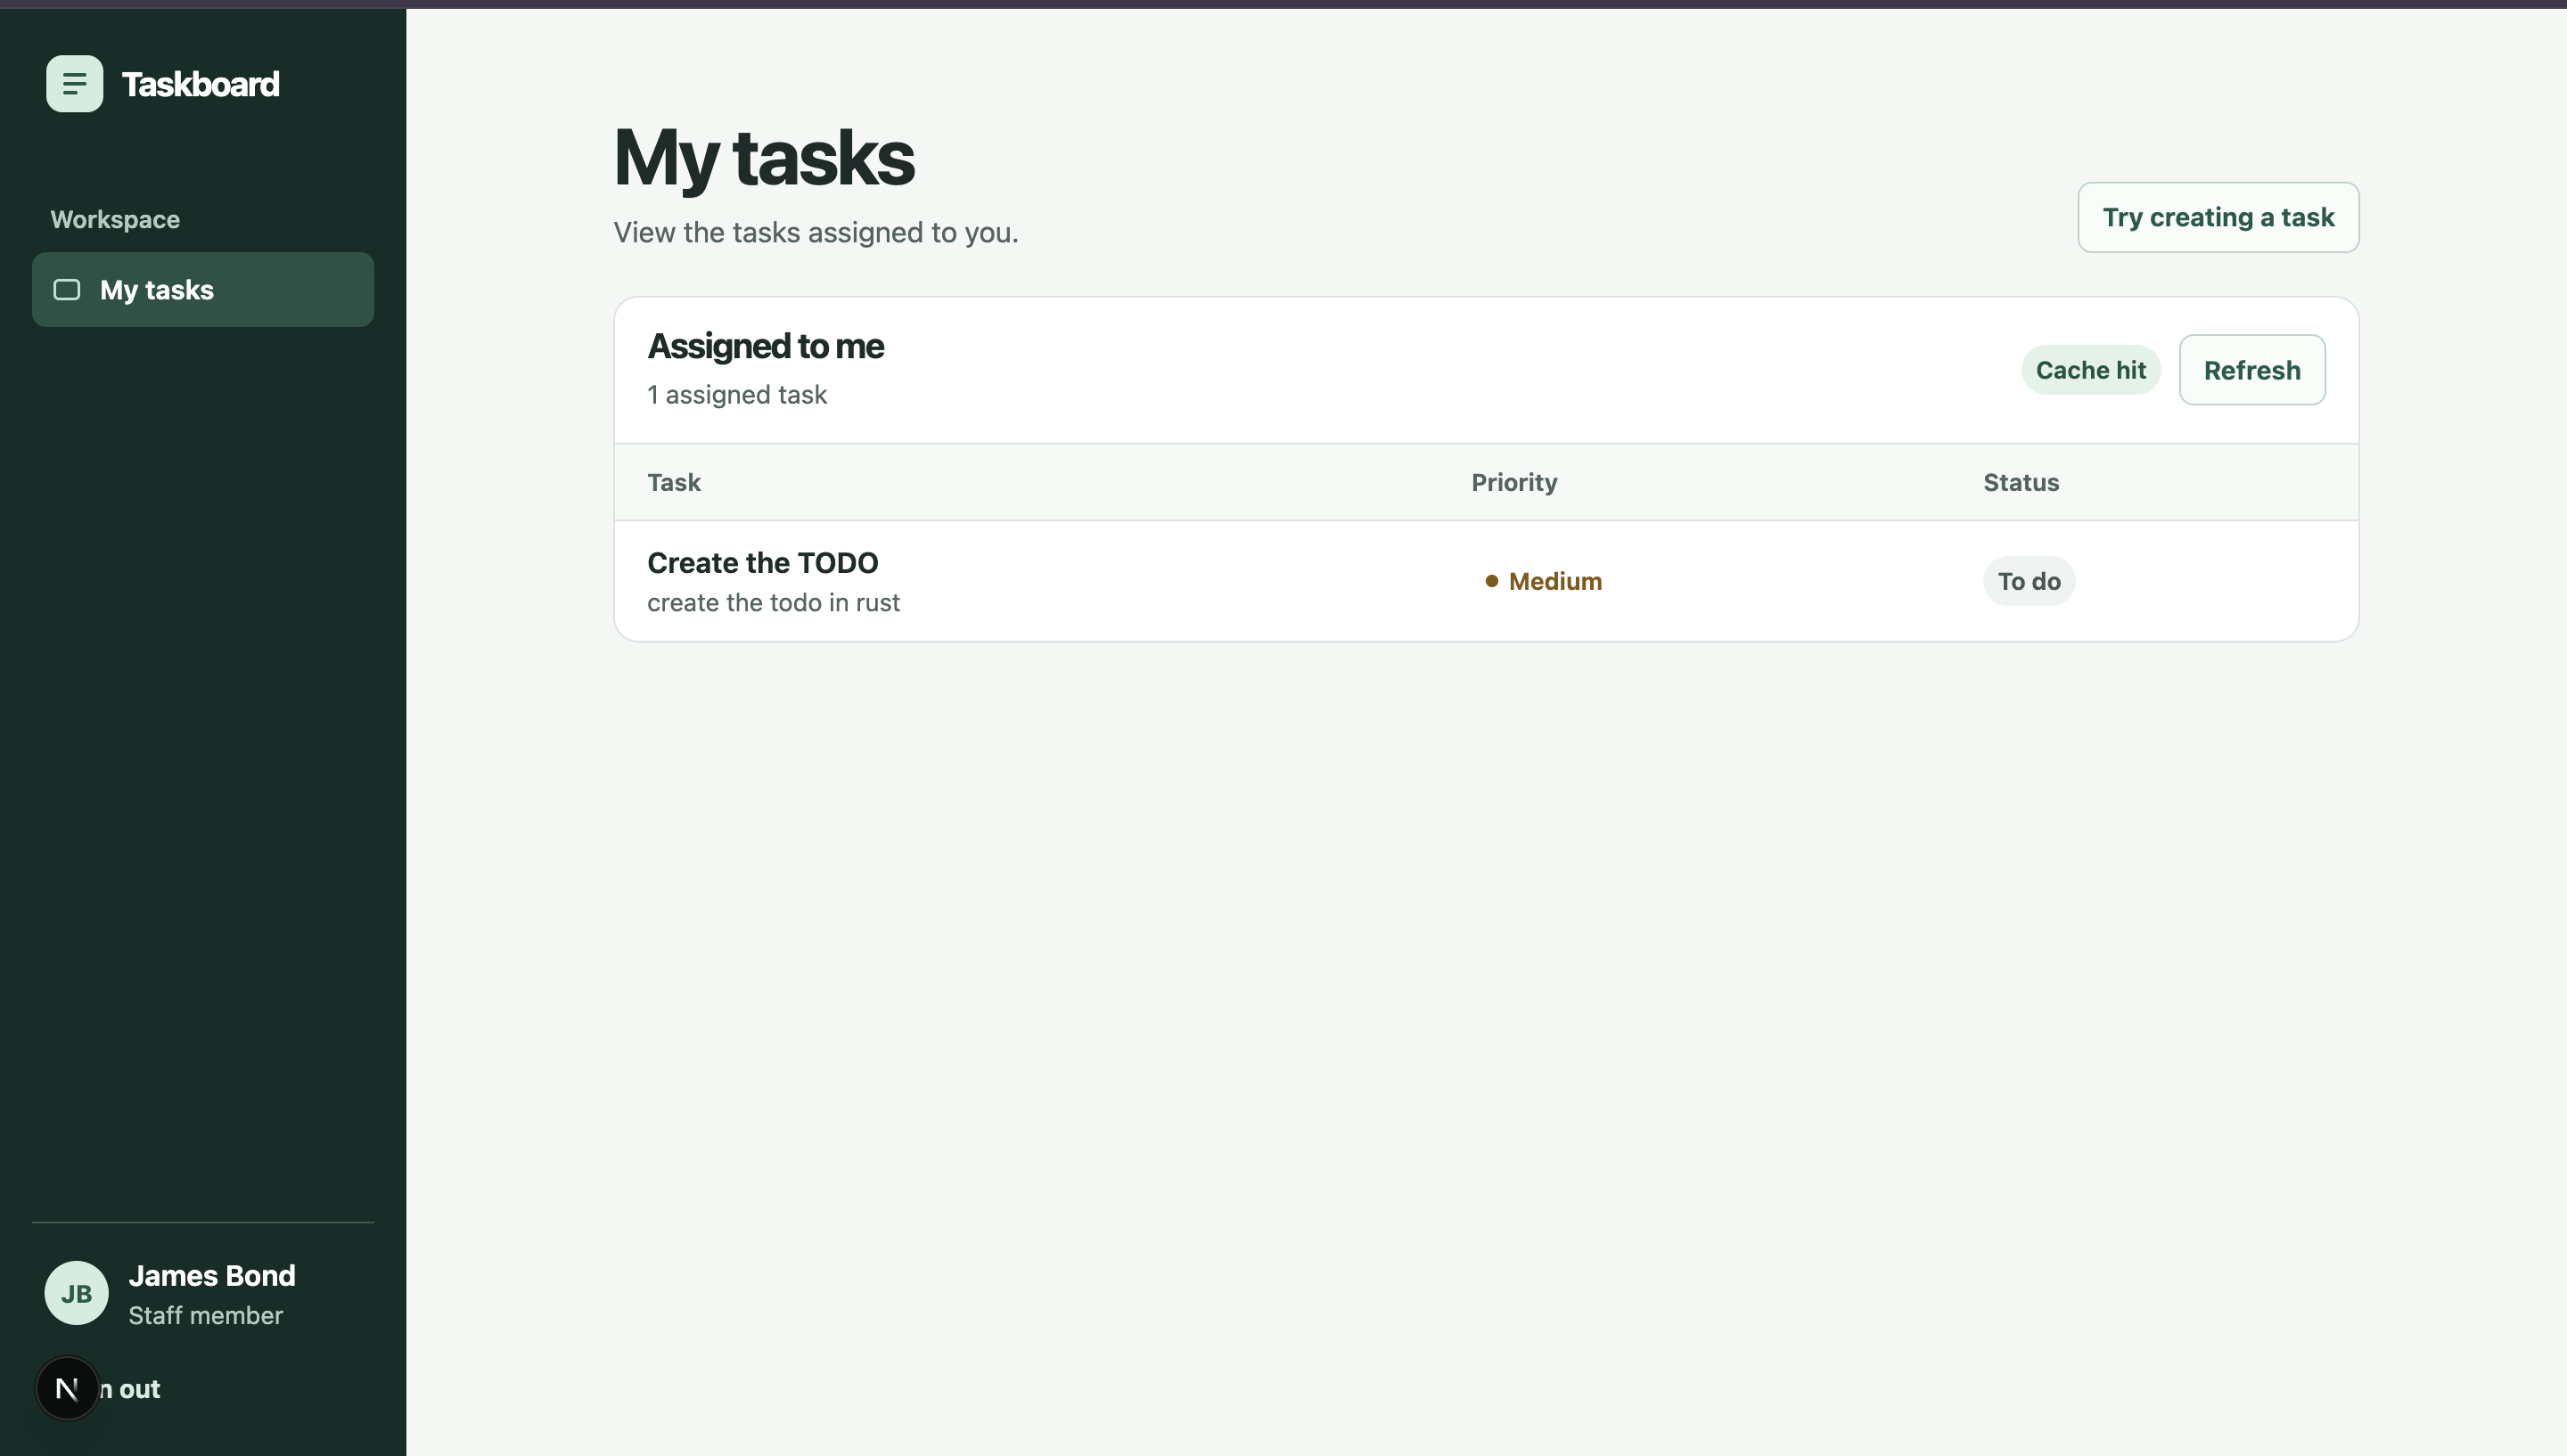 Taskboard
Workspace
My tasks
My tasks
View the tasks assigned to you.
Try creating a task
Assigned to me
1 assigned task
Cache hit
Refresh
Task
Priority
Status
Create the TODO
create the todo in rust
Medium
To do
JB
James Bond
Staff member
N
n out